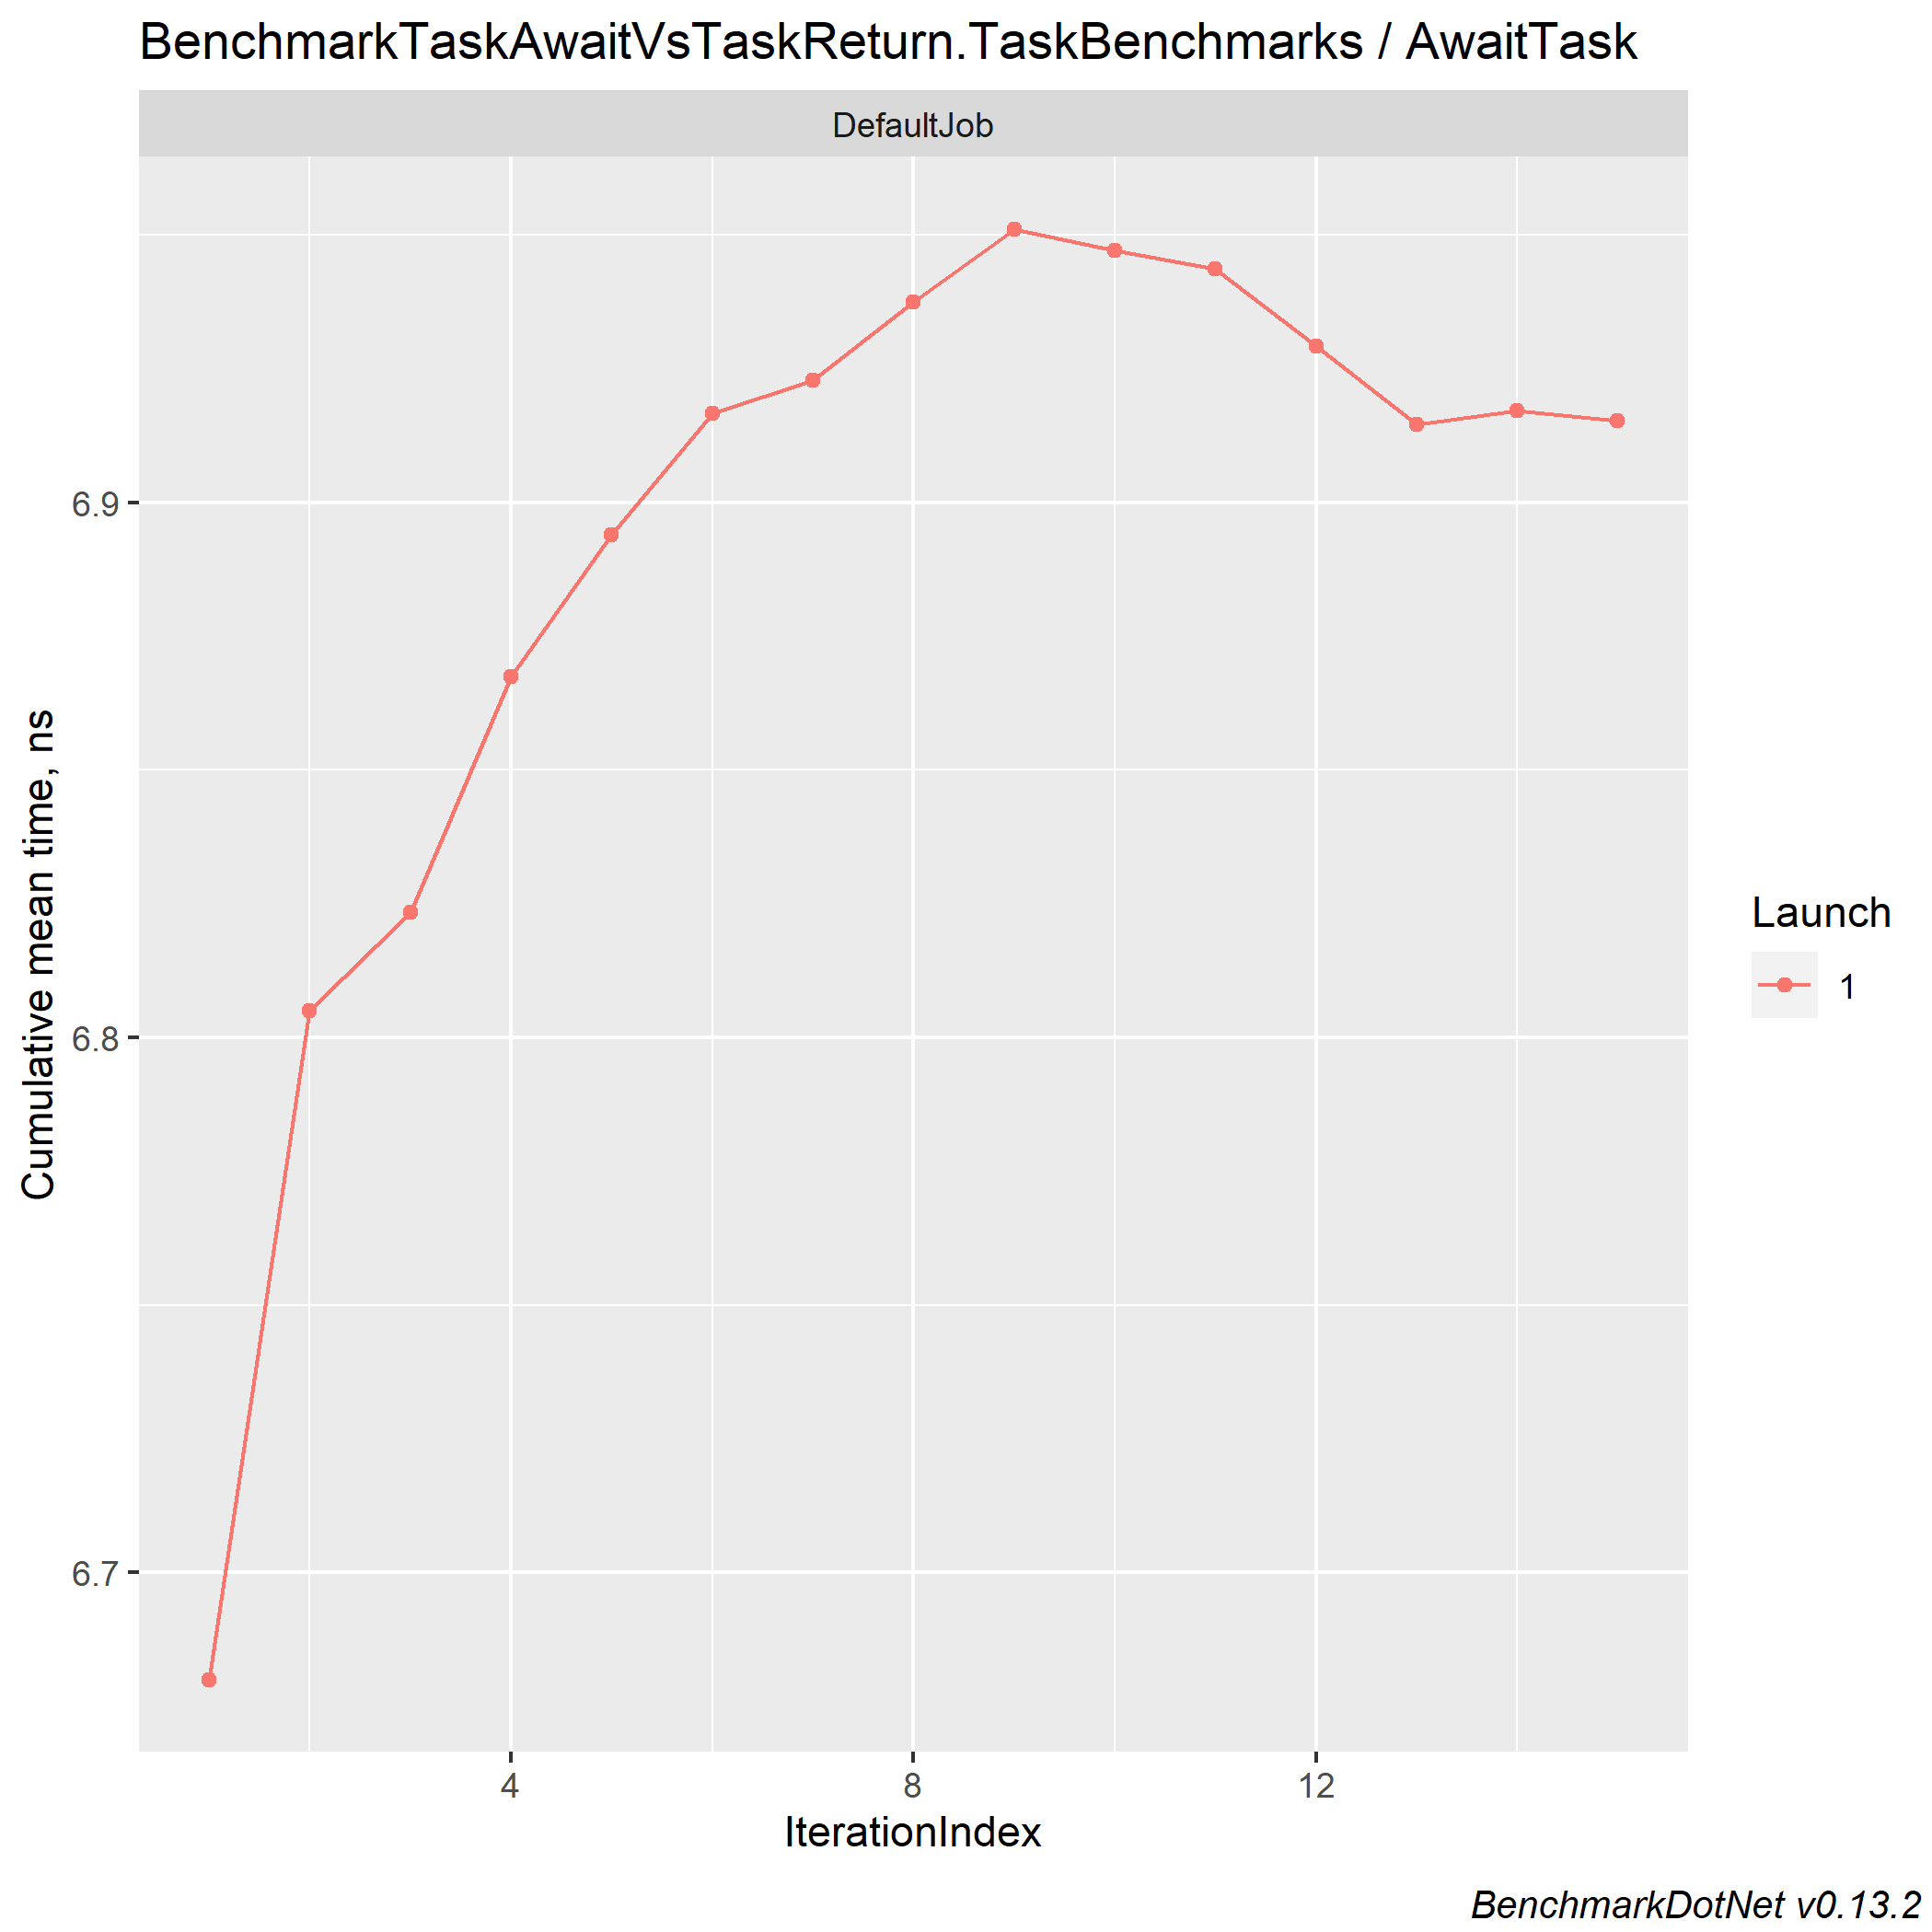 BenchmarkTaskAwaitVsTaskReturn.TaskBenchmarks / AwaitTask
DefaultJob
Cumulative mean time, ns
6.9
6.8
6.7
4
8
12
IterationIndex
Launch
1
BenchmarkDotNet v0.13.2